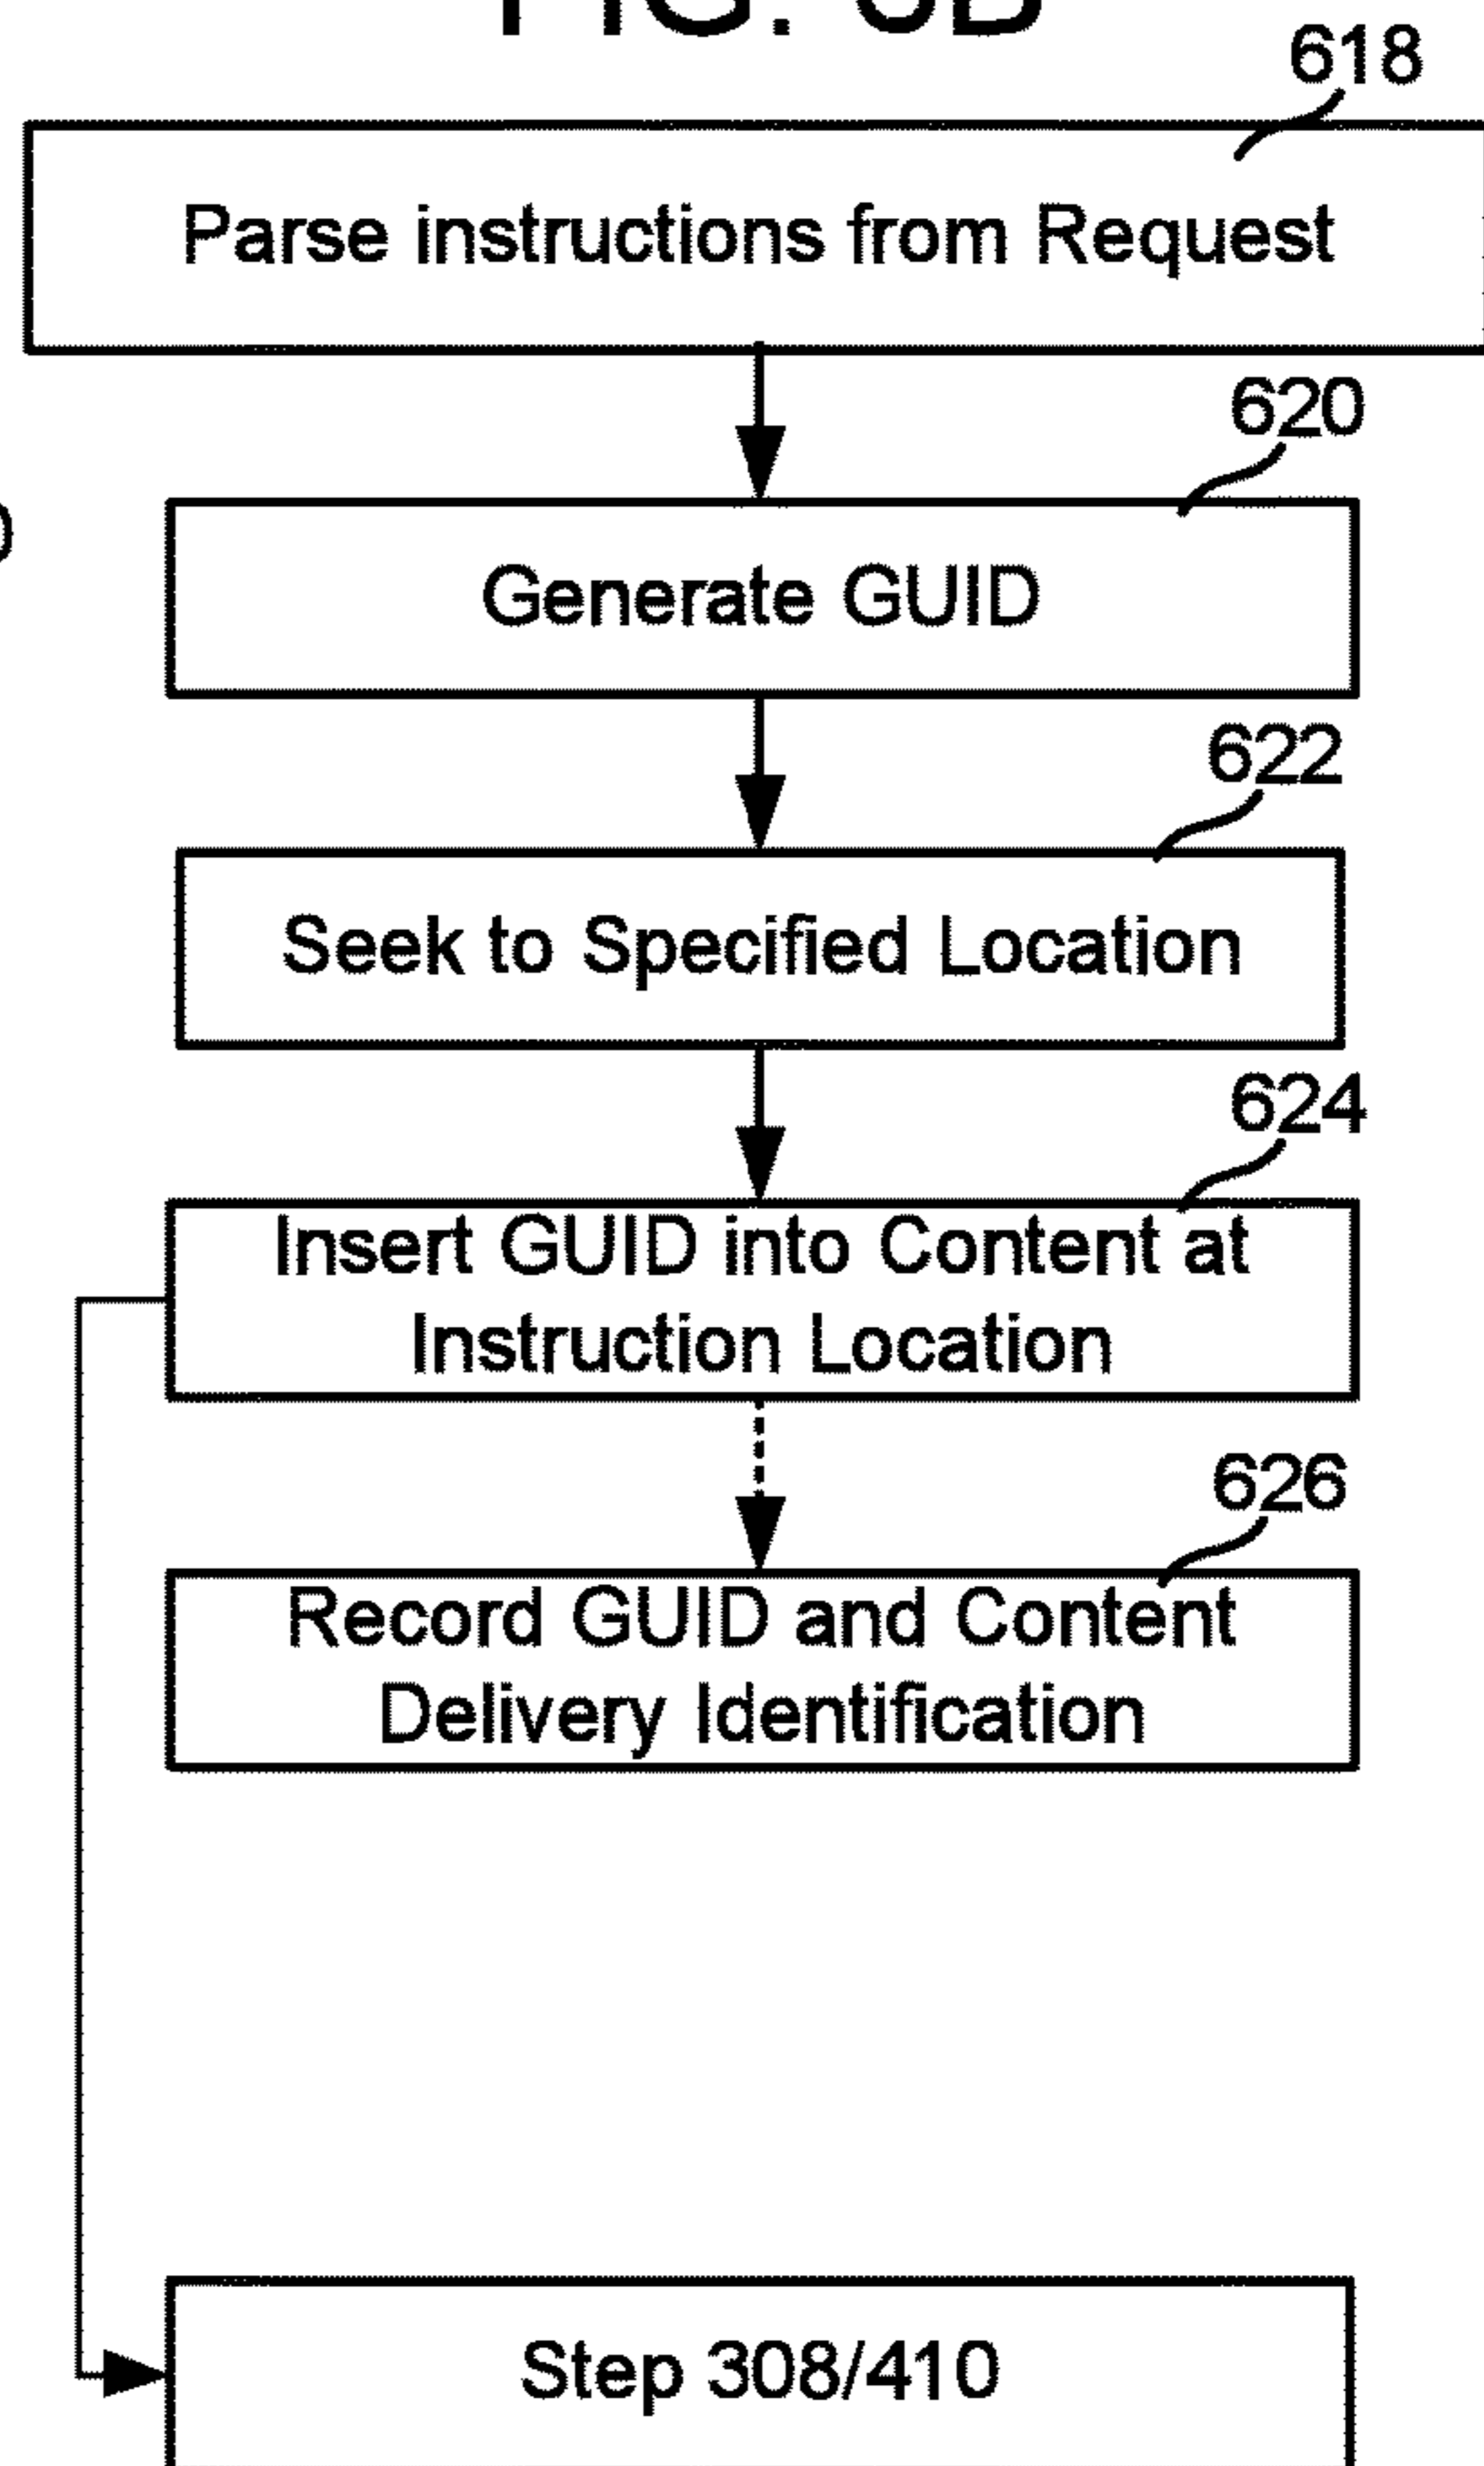 618
Parse instructions from Request
620
Generate GUID
622
Seek to Specified Location
624
Insert GUID into Content at
Instruction Location
626
Record GUID and Content
Delivery Identification
Step 308/410